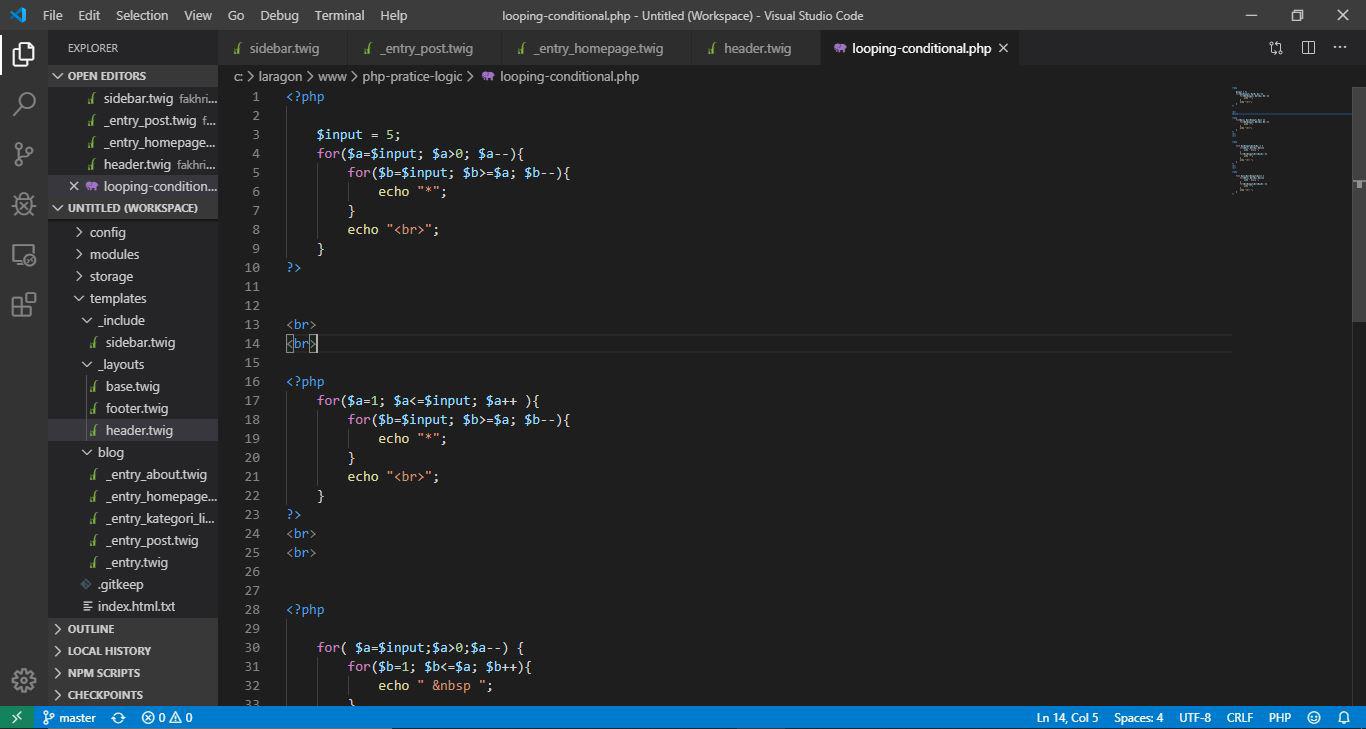 File Edit Selection View Go Debug Terminal Help looping-conditional.php - Untitled (Workspace) - Visual Studio Code
EXPLORER
OPEN EDITORS
sidebar.twig fakhri...
_entry_post.twig f...
_entry_homepage...
header.twig fakhri...
looping-condition...
UNTITLED (WORKSPACE)
config
modules
storage
templates
_include
sidebar.twig
_layouts
base.twig
footer.twig
header.twig
blog
_entry_about.twig
_entry_homepage...
_entry_kategori_li...
_entry_post.twig
_entry.twig
.gitkeep
index.html.txt
OUTLINE
LOCAL HISTORY
NPM SCRIPTS
CHECKPOINTS
sidebar.twig _entry_post.twig _entry_homepage.twig header.twig looping-conditional.php
c: > laragon > www > php-pratice-logic > looping-conditional.php
1 <?php
2
3 $input = 5;
4 for($a=$input; $a>0; $a--){
5 for($b=$input; $b>=$a; $b--){
6 echo "*";
7 }
8 echo "<br>";
9 }
10 ?>
11
12
13 <br>
14 <br>
15
16 <?php
17 for($a=1; $a<=$input; $a++ ){
18 for($b=$input; $b>=$a; $b--){
19 echo "*";
20 }
21 echo "<br>";
22 }
23 ?>
24 <br>
25 <br>
26
27
28 <?php
29
30 for( $a=$input;$a>0;$a--) {
31 for($b=1; $b<=$a; $b++){
32 echo " &nbsp ";
33 }
master 0 0 Ln 14, Col 5 Spaces: 4 UTF-8 CRLF PHP